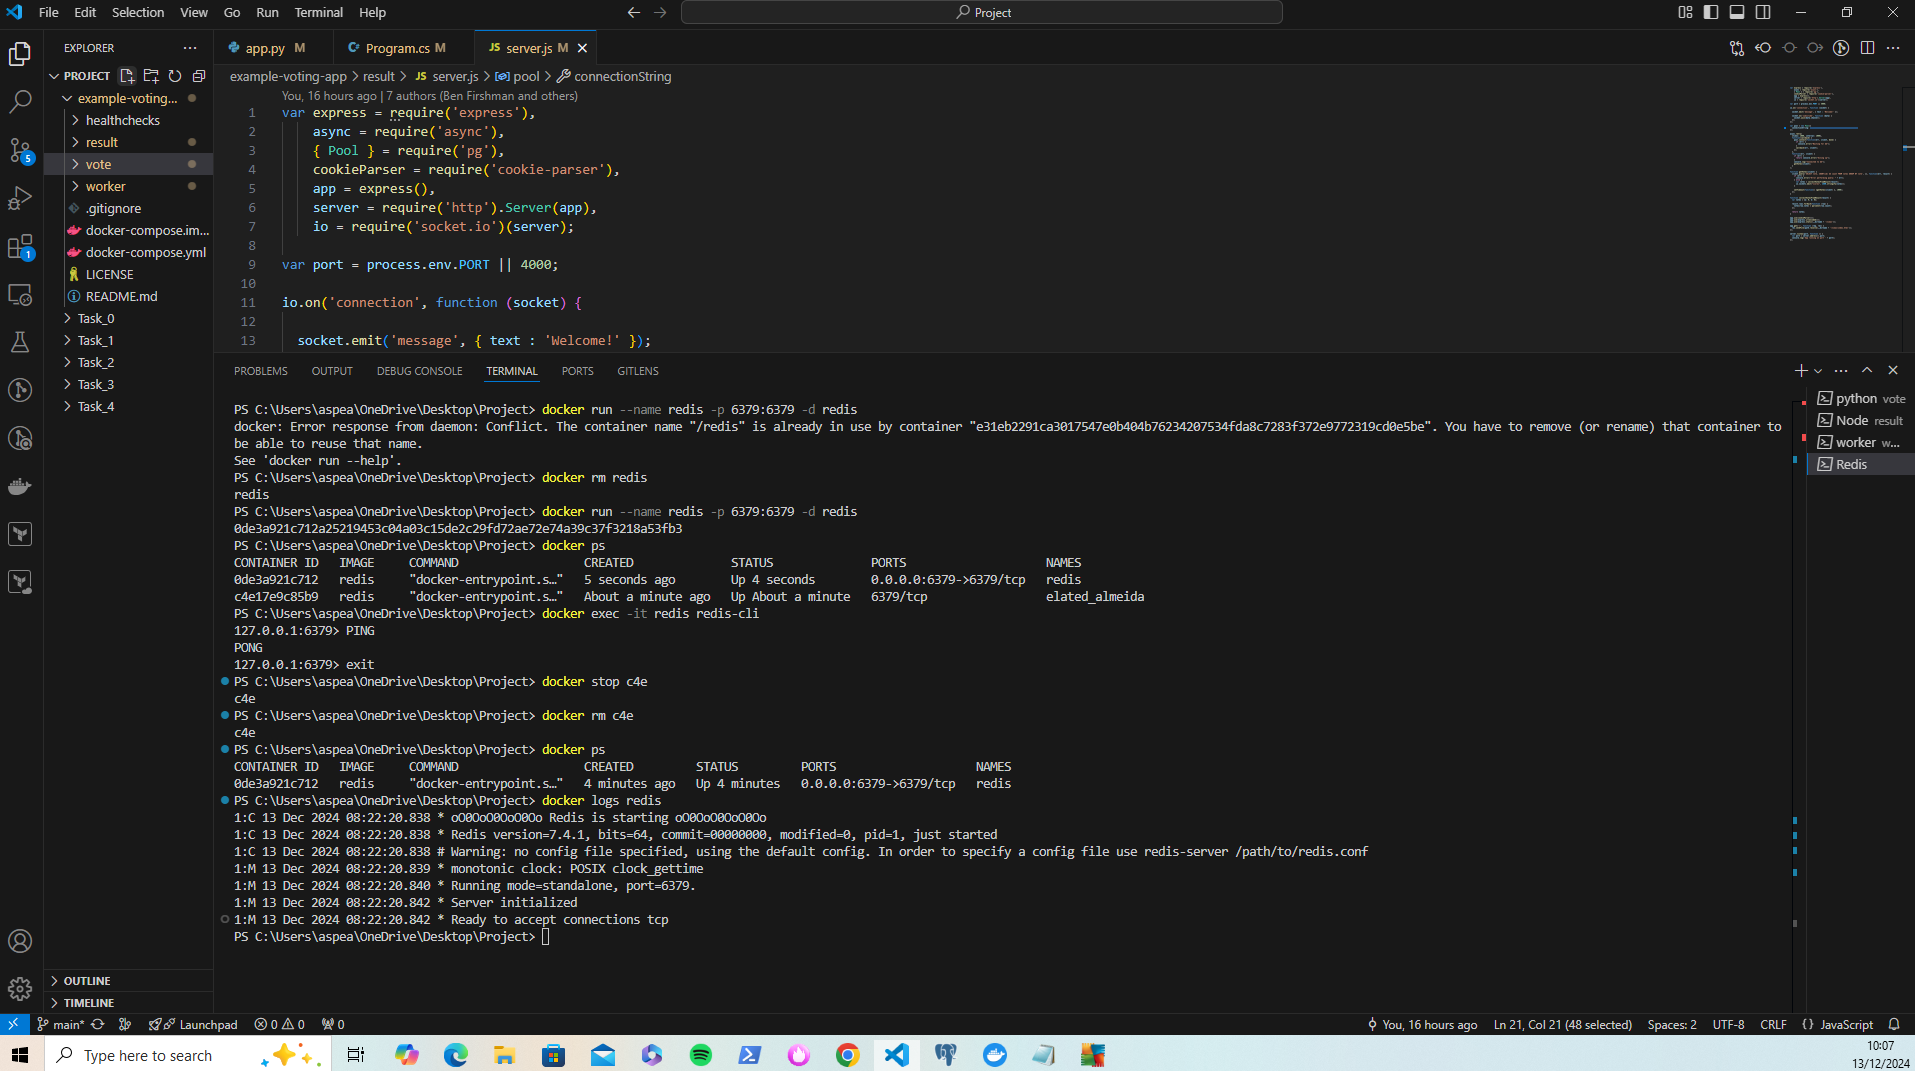 File Edit Selection View Go Run Terminal Help
Project
EXPLORER
PROJECT
example-voting...
healthchecks
result
vote
worker
.gitignore
docker-compose.im...
docker-compose.yml
LICENSE
README.md
Task_0
Task_1
Task_2
Task_3
Task_4
OUTLINE
TIMELINE
5
1
app.py M
Program.cs M
JS server.js M
example-voting-app > result > JS server.js > pool > connectionString
You, 16 hours ago | 7 authors (Ben Firshman and others)
1 var express = require('express'),
2 async = require('async'),
3 { Pool } = require('pg'),
4 cookieParser = require('cookie-parser'),
5 app = express(),
6 server = require('http').Server(app),
7 io = require('socket.io')(server);
8
9 var port = process.env.PORT || 4000;
10
11 io.on('connection', function (socket) {
12
13 socket.emit('message', { text : 'Welcome!' });
PROBLEMS OUTPUT DEBUG CONSOLE TERMINAL PORTS GITLENS
PS C:\Users\aspea\OneDrive\Desktop\Project> docker run --name redis -p 6379:6379 -d redis
docker: Error response from daemon: Conflict. The container name "/redis" is already in use by container "e31eb2291ca3017547e0b404b76234207534fda8c7283f372e9772319cd0e5be". You have to remove (or rename) that container to
be able to reuse that name.
See 'docker run --help'.
PS C:\Users\aspea\OneDrive\Desktop\Project> docker rm redis
redis
PS C:\Users\aspea\OneDrive\Desktop\Project> docker run --name redis -p 6379:6379 -d redis
0de3a921c712a25219453c04a03c15de2c29fd72ae72e74a39c37f3218a53fb3
PS C:\Users\aspea\OneDrive\Desktop\Project> docker ps
CONTAINER ID IMAGE COMMAND CREATED STATUS PORTS NAMES
0de3a921c712 redis "docker-entrypoint.s…" 5 seconds ago Up 4 seconds 0.0.0.0:6379->6379/tcp redis
c4e17e9c85b9 redis "docker-entrypoint.s…" About a minute ago Up About a minute 6379/tcp elated_almeida
PS C:\Users\aspea\OneDrive\Desktop\Project> docker exec -it redis redis-cli
127.0.0.1:6379> PING
PONG
127.0.0.1:6379> exit
PS C:\Users\aspea\OneDrive\Desktop\Project> docker stop c4e
c4e
PS C:\Users\aspea\OneDrive\Desktop\Project> docker rm c4e
c4e
PS C:\Users\aspea\OneDrive\Desktop\Project> docker ps
CONTAINER ID IMAGE COMMAND CREATED STATUS PORTS NAMES
0de3a921c712 redis "docker-entrypoint.s…" 4 minutes ago Up 4 minutes 0.0.0.0:6379->6379/tcp redis
PS C:\Users\aspea\OneDrive\Desktop\Project> docker logs redis
1:C 13 Dec 2024 08:22:20.838 * oO0OoO0OoO0Oo Redis is starting oO0OoO0OoO0Oo
1:C 13 Dec 2024 08:22:20.838 * Redis version=7.4.1, bits=64, commit=00000000, modified=0, pid=1, just started
1:C 13 Dec 2024 08:22:20.838 # Warning: no config file specified, using the default config. In order to specify a config file use redis-server /path/to/redis.conf
1:M 13 Dec 2024 08:22:20.839 * monotonic clock: POSIX clock_gettime
1:M 13 Dec 2024 08:22:20.840 * Running mode=standalone, port=6379.
1:M 13 Dec 2024 08:22:20.842 * Server initialized
1:M 13 Dec 2024 08:22:20.842 * Ready to accept connections tcp
PS C:\Users\aspea\OneDrive\Desktop\Project>
python vote
Node result
worker w...
Redis
main* Launchpad 0 0 0
You, 16 hours ago Ln 21, Col 21 (48 selected) Spaces: 2 UTF-8 CRLF {} JavaScript
Type here to search
10:07
13/12/2024